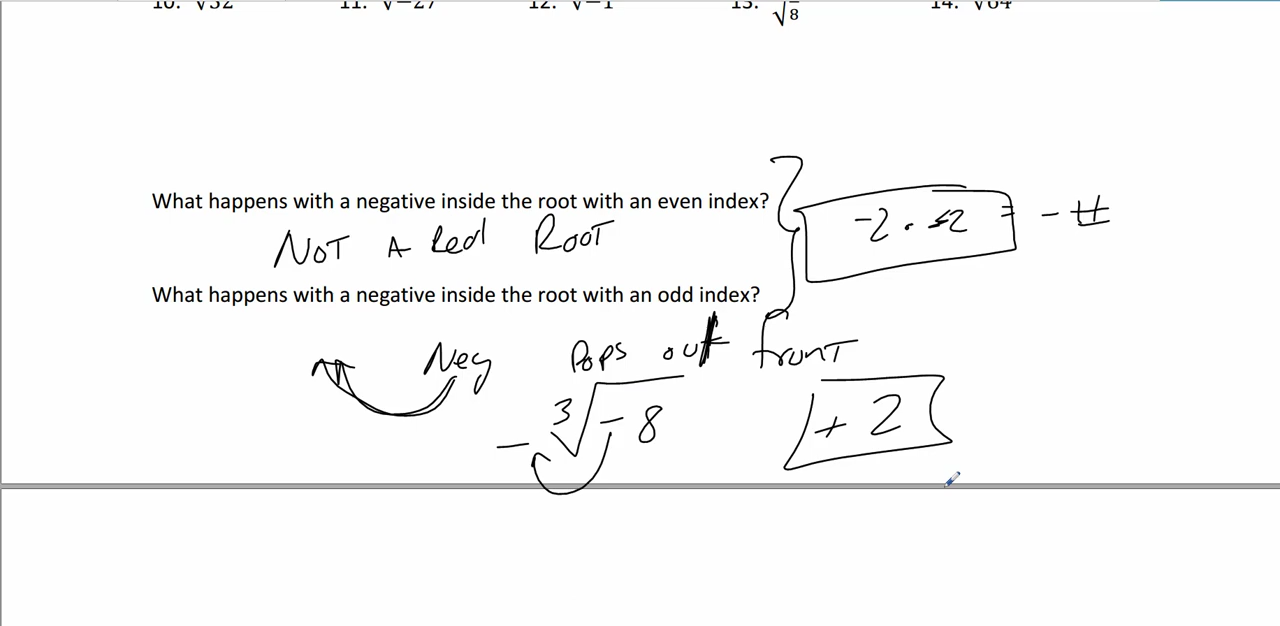 What happens with a negative inside the root with an even index?
-2 · -2 = - #
NOT A Real ROOT
What happens with a negative inside the root with an odd index?
Neg Pops out front
- ∛-8
+ 2